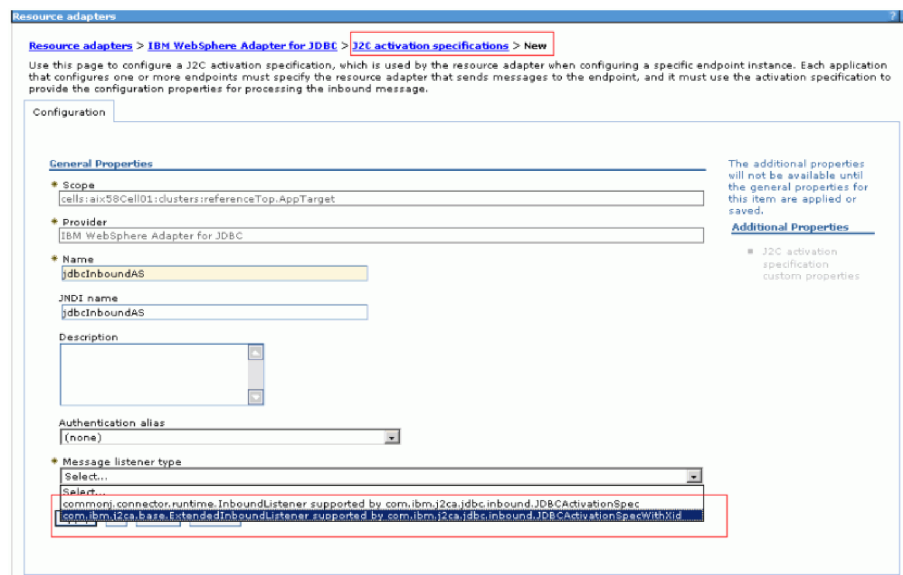 Resource adapters ?
Resource adapters > IBM WebSphere Adapter for JDBC > J2C activation specifications > New
Use this page to configure a J2C activation specification, which is used by the resource adapter when configuring a specific endpoint instance. Each application
that configures one or more endpoints must specify the resource adapter that sends messages to the endpoint, and it must use the activation specification to
provide the configuration properties for processing the inbound message.
Configuration
General Properties
* Scope
cells:aix58Cell01:clusters:referenceTop.AppTarget
* Provider
IBM WebSphere Adapter for JDBC
* Name
jdbcInboundAS
JNDI name
jdbcInboundAS
Description
Authentication alias
(none)
* Message listener type
Select...
Select...
commonj.connector.runtime.InboundListener supported by com.ibm.j2ca.jdbc.inbound.JDBCActivationSpec
com.ibm.j2ca.base.ExtendedInboundListener supported by com.ibm.j2ca.jdbc.inbound.JDBCActivationSpecWithXid
The additional properties
will not be available until
the general properties for
this item are applied or
saved.
Additional Properties
J2C activation
specification
custom properties